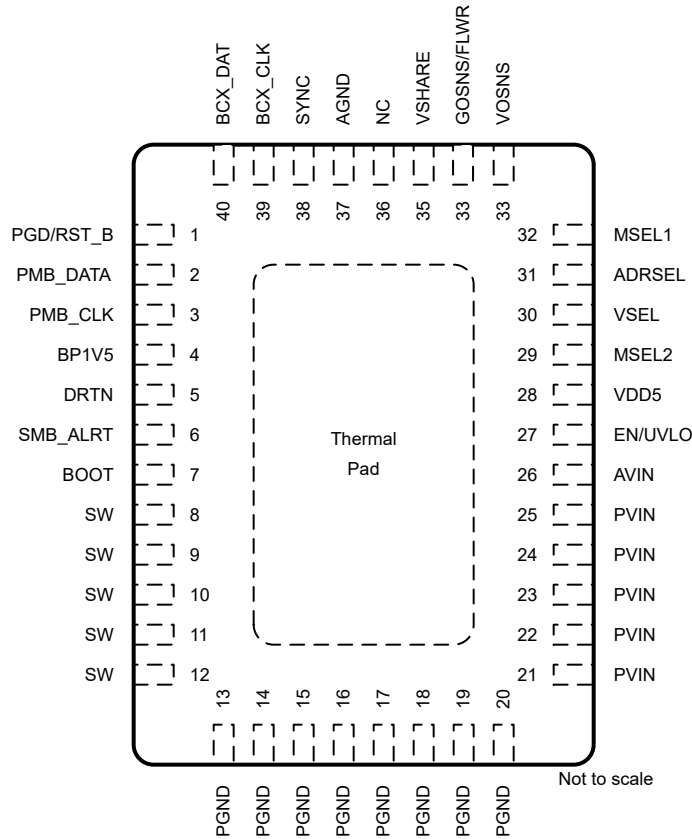 BCX_DAT
BCX_CLK
SYNC
AGND
NC
VSHARE
GOSNS/FLWR
VOSNS
40
39
38
37
36
35
33
33
PGD/RST_B 1
32 MSEL1
PMB_DATA 2
31 ADRSEL
PMB_CLK 3
30 VSEL
BP1V5 4
29 MSEL2
DRTN 5
28 VDD5
SMB_ALRT 6
27 EN/UVLO
BOOT 7
26 AVIN
SW 8
25 PVIN
SW 9
24 PVIN
SW 10
23 PVIN
SW 11
22 PVIN
SW 12
21 PVIN
Thermal
Pad
13
14
15
16
17
18
19
20
PGND
PGND
PGND
PGND
PGND
PGND
PGND
PGND
Not to scale